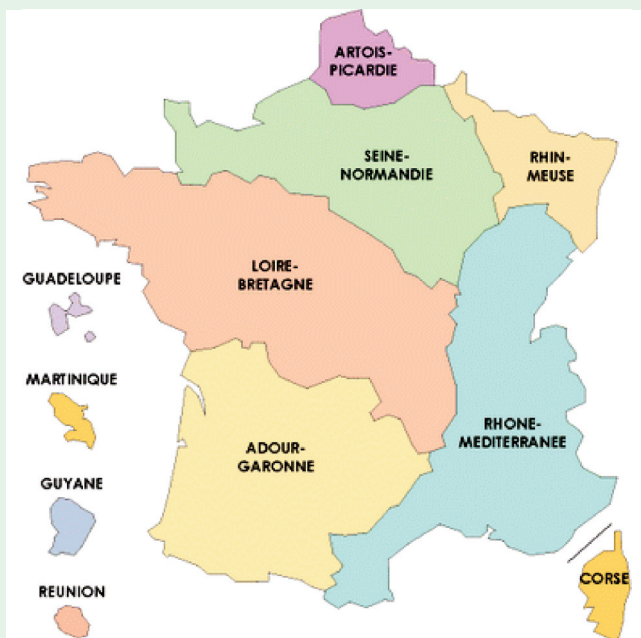 ARTOIS-
PICARDIE
SEINE-
NORMANDIE
RHIN-
MEUSE
LOIRE-
BRETAGNE
GUADELOUPE
MARTINIQUE
ADOUR-
GARONNE
RHONE-
MEDITERRANEE
GUYANE
REUNION
CORSE